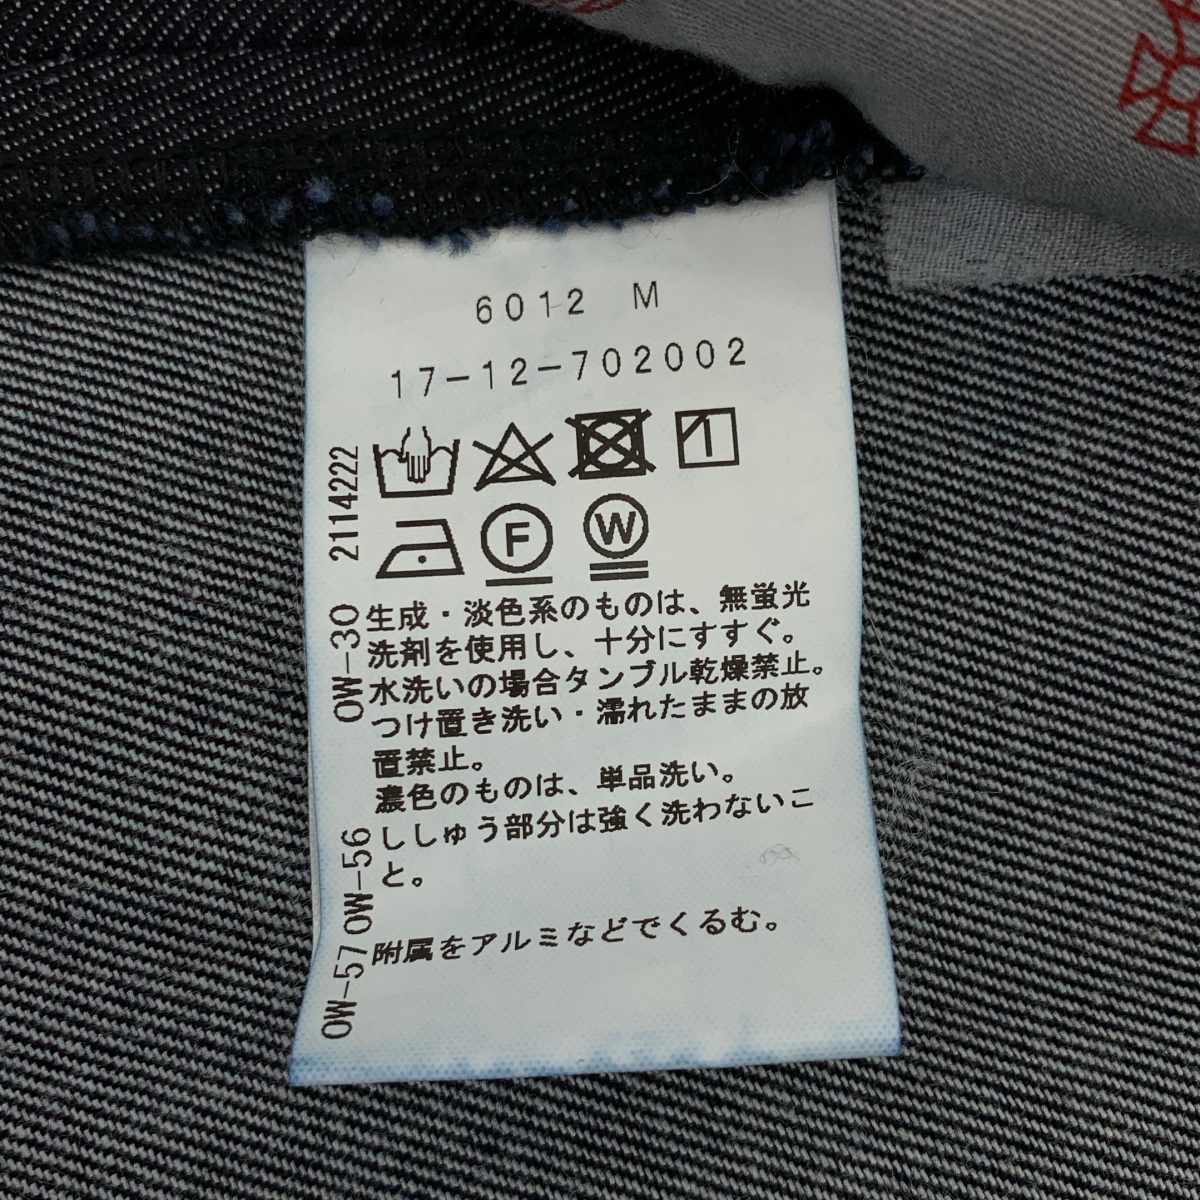 6012 M
17-12-702002
1
F
W
生成・淡色系のものは、無蛍光
洗剤を使用し、十分にすすぐ。
水洗いの場合タンブル乾燥禁止。
つけ置き洗い・濡れたままの放
置禁止。
濃色のものは、単品洗い。
ししゅう部分は強く洗わないこ
と。
附属をアルミなどでくるむ。
OW-57 OW-56 OW-30 2114222